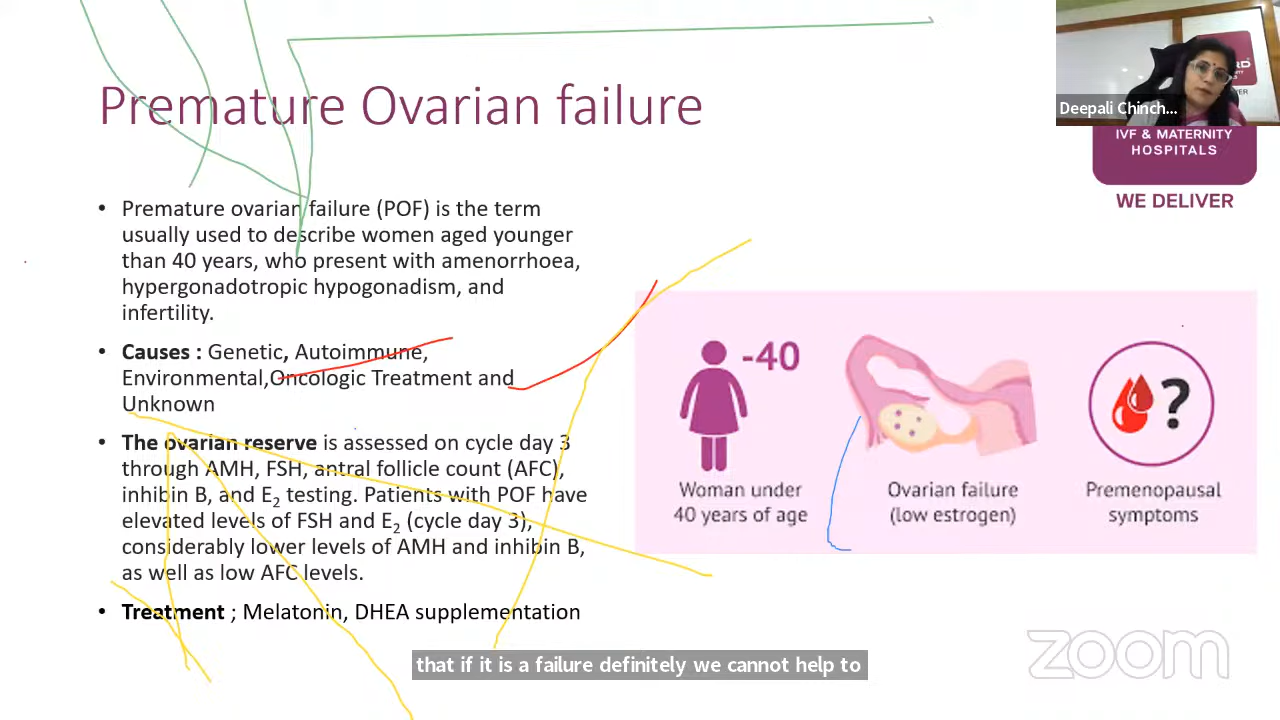 Premature Ovarian failure
Deepali Chinch...
IVF & MATERNITY
HOSPITALS
WE DELIVER
• Premature ovarian failure (POF) is the term
usually used to describe women aged younger
than 40 years, who present with amenorrhoea,
hypergonadotropic hypogonadism, and
infertility.
• Causes : Genetic, Autoimmune,
Environmental,Oncologic Treatment and
Unknown
• The ovarian reserve is assessed on cycle day 3
through AMH, FSH, antral follicle count (AFC),
inhibin B, and E2 testing. Patients with POF have
elevated levels of FSH and E2 (cycle day 3),
considerably lower levels of AMH and inhibin B,
as well as low AFC levels.
• Treatment ; Melatonin, DHEA supplementation
-40
?
Woman under
40 years of age
Ovarian failure
(low estrogen)
Premenopausal
symptoms
that if it is a failure definitely we cannot help to
zoom